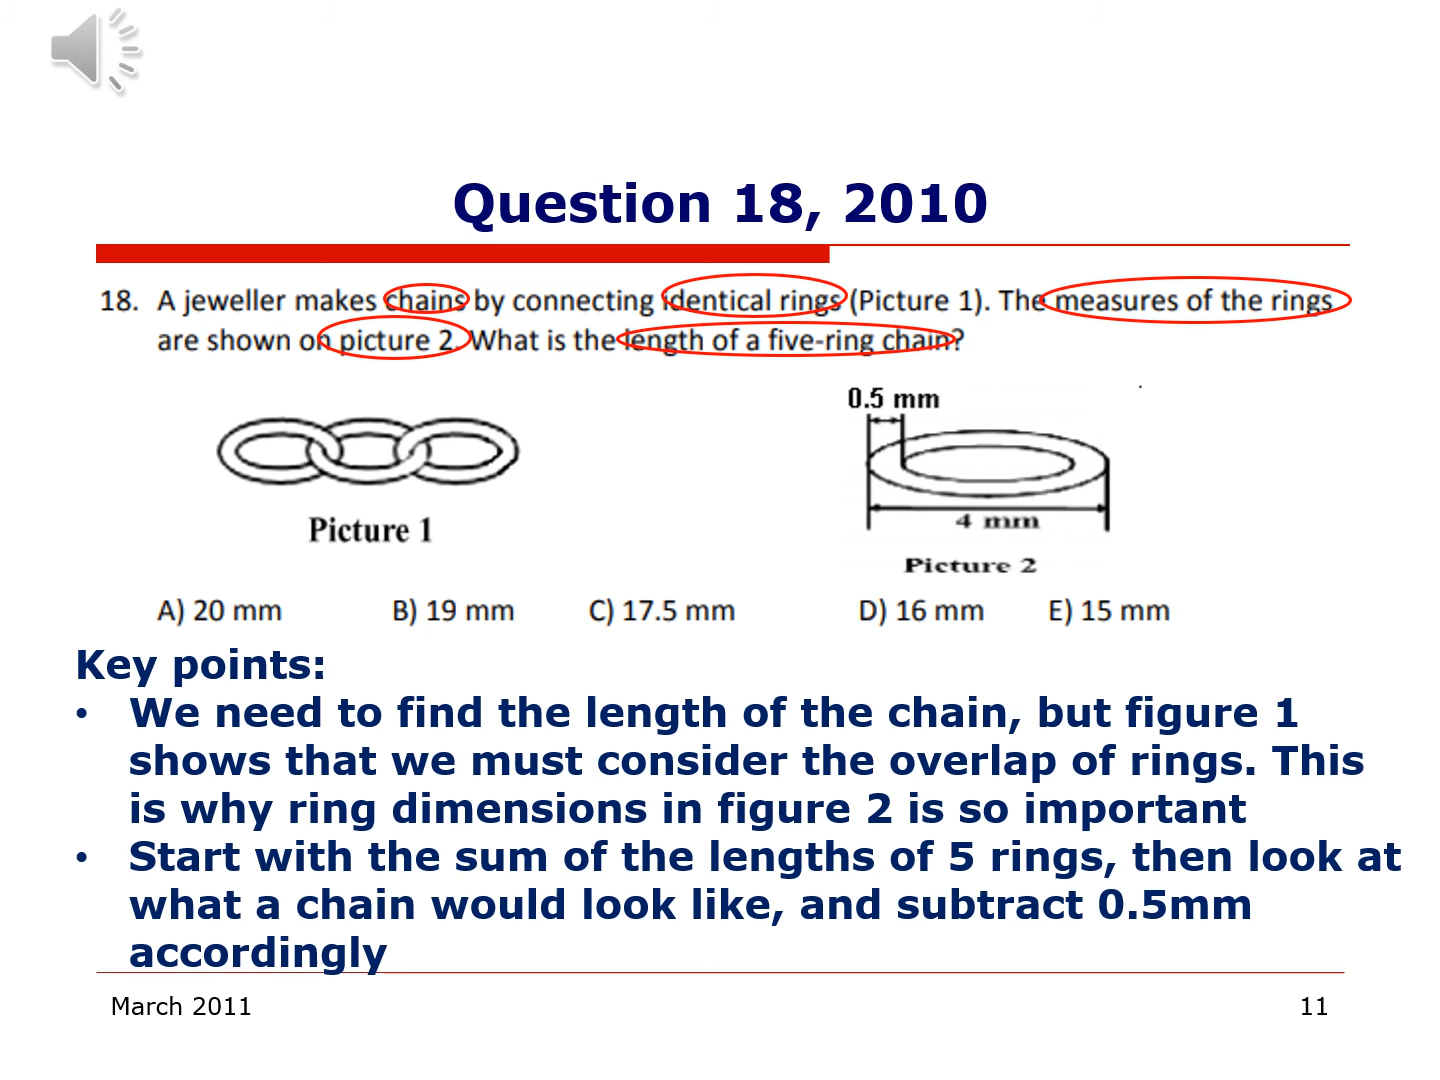 Question 18, 2010
18. A jeweller makes chains by connecting identical rings (Picture 1). The measures of the rings
are shown on picture 2. What is the length of a five-ring chain?
0.5 mm
4 mm
Picture 1
Picture 2
A) 20 mm B) 19 mm C) 17.5 mm D) 16 mm E) 15 mm
Key points:
• We need to find the length of the chain, but figure 1
shows that we must consider the overlap of rings. This
is why ring dimensions in figure 2 is so important
• Start with the sum of the lengths of 5 rings, then look at
what a chain would look like, and subtract 0.5mm
accordingly
March 2011
11